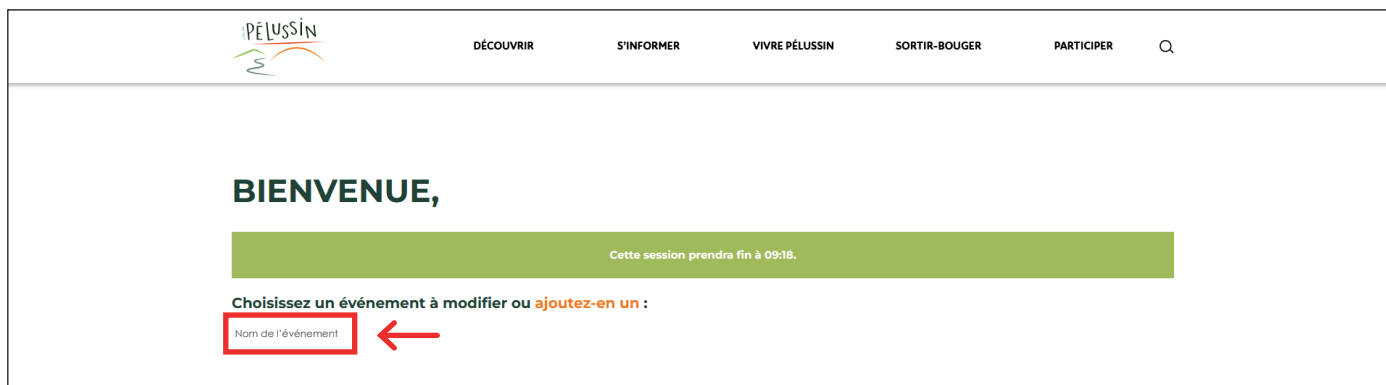 PÉLUSSIN
DÉCOUVRIR S'INFORMER VIVRE PÉLUSSIN SORTIR-BOUGER PARTICIPER
BIENVENUE,
Cette session prendra fin à 09:18.
Choisissez un événement à modifier ou ajoutez-en un :
Nom de l'événement